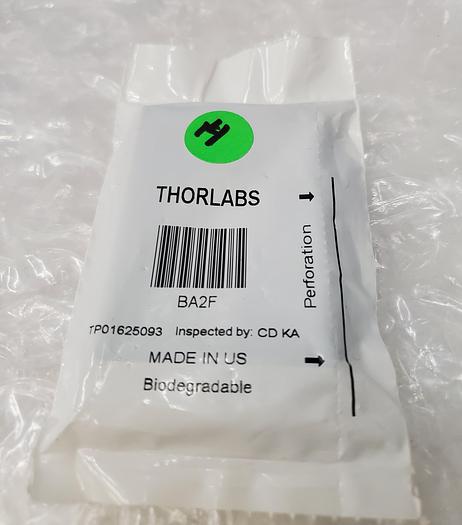 THORLABS
Perforation
BA2F
TP01625093 Inspected by: CD KA
MADE IN US
Biodegradable